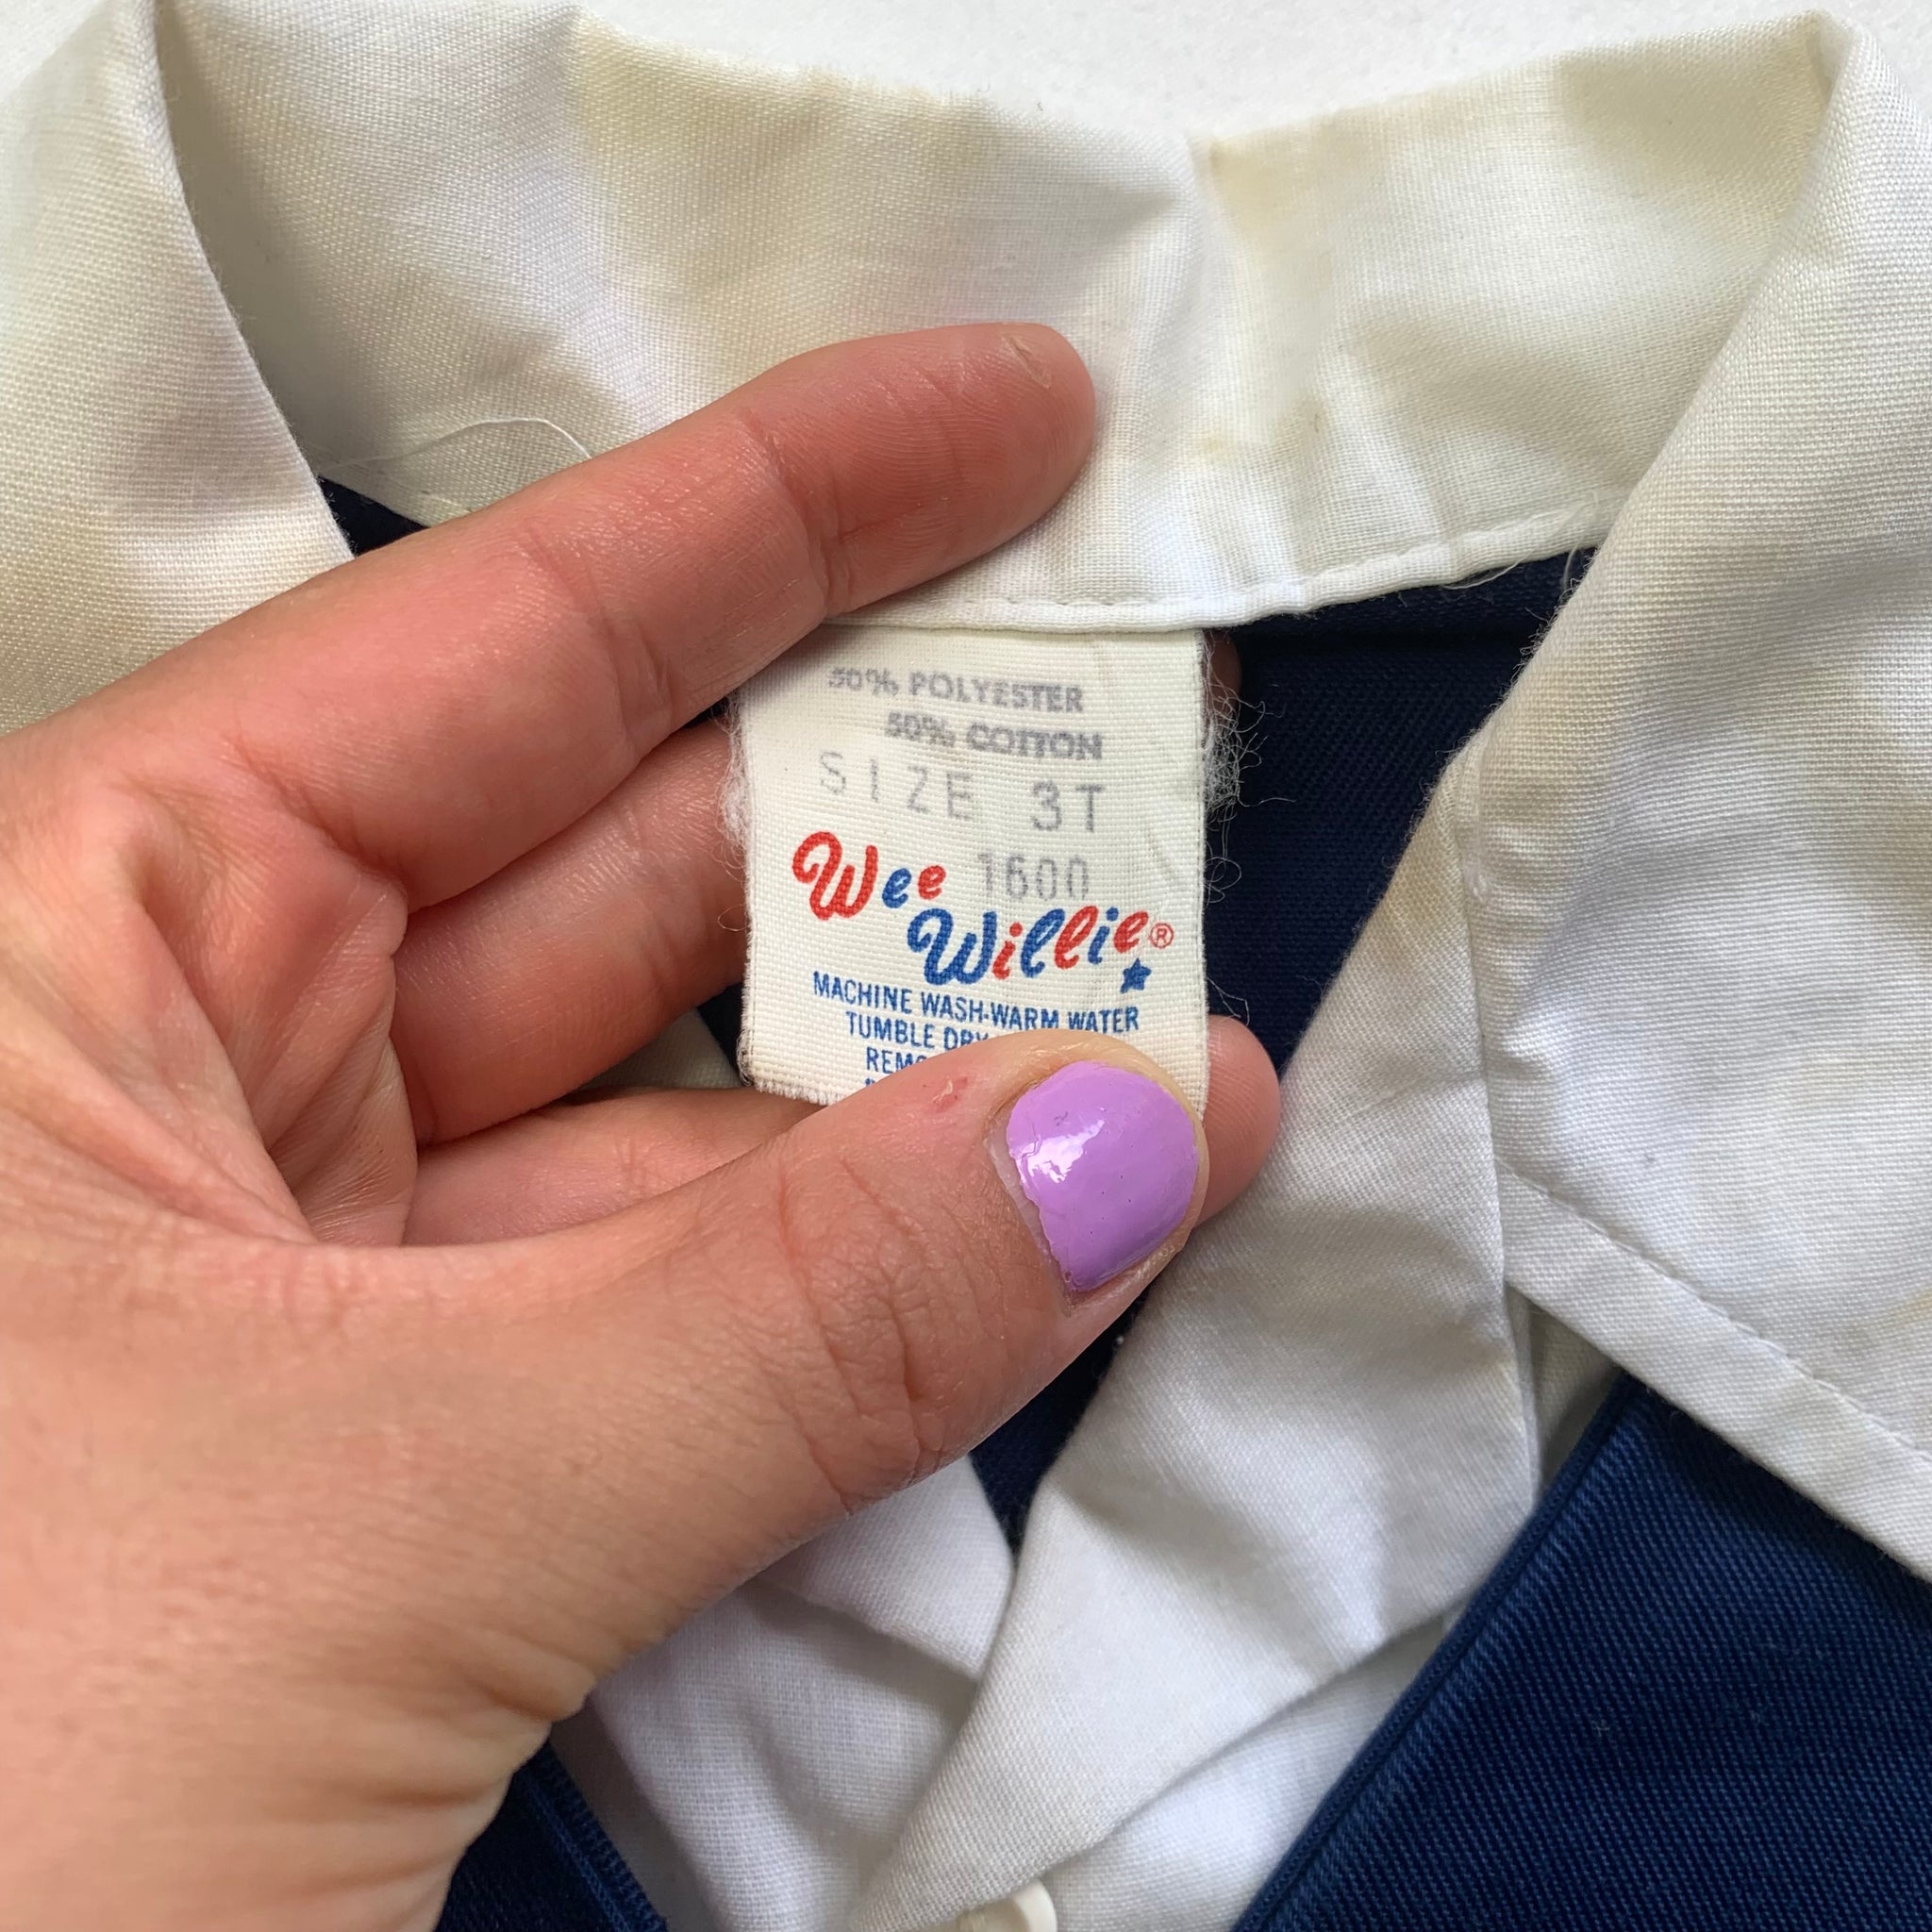 50% POLYESTER
50% COTTON
SIZE 3T
Wee 1600
Willie®
MACHINE WASH-WARM WATER
TUMBLE DRY